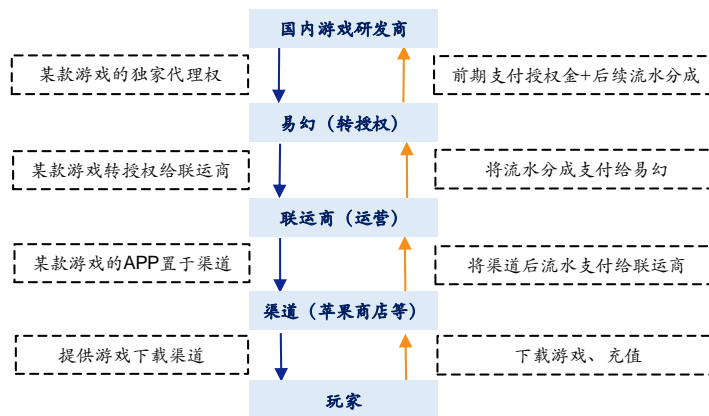 国内游戏研发商
某款游戏的独家代理权
前期支付授权金+后续流水分成
易幻（转授权）
某款游戏转授权给联运商
将流水分成支付给易幻
联运商（运营）
某款游戏的APP置于渠道
将渠道后流水支付给联运商
渠道（苹果商店等）
提供游戏下载渠道
下载游戏、充值
玩家